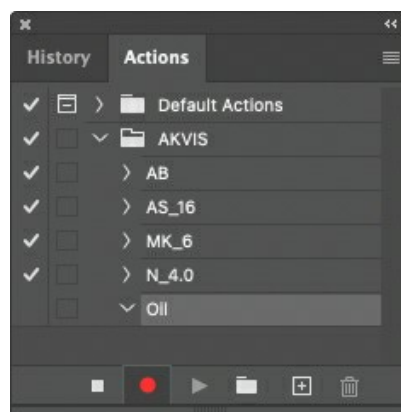 History Actions
Default Actions
AKVIS
AB
AS_16
MK_6
N_4.0
Oil